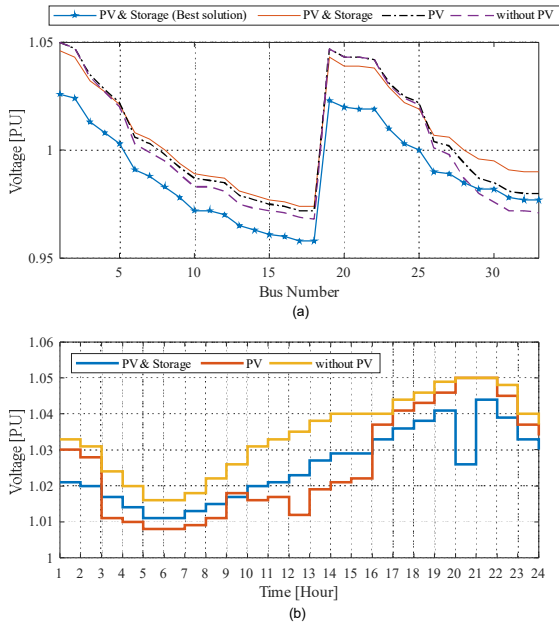 (a)
PV & Storage (Best solution) PV & Storage PV without PV
1.05
1
0.95
Voltage [P.U]
5 10 15 20 25 30
Bus Number
(a)
1.06
PV & Storage PV without PV
1.05
1.04
1.03
1.02
1.01
1
Voltage [P.U]
1 2 3 4 5 6 7 8 9 10 11 12 13 14 15 16 17 18 19 20 21 22 23 24
Time [Hour]
(b)